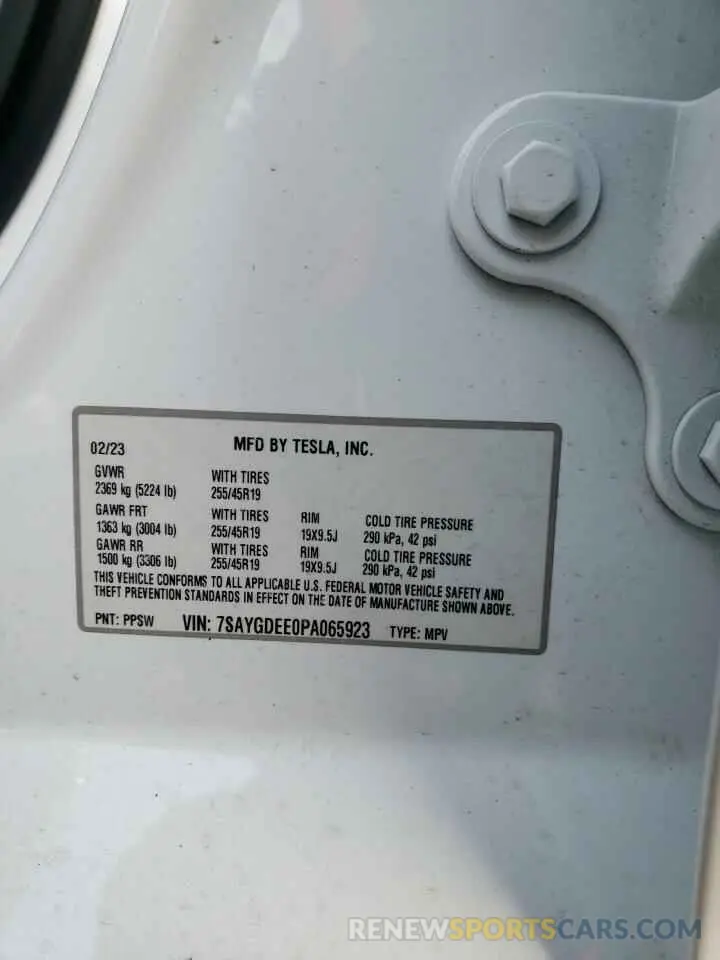 02/23 MFD BY TESLA, INC.
GVWR WITH TIRES
2369 kg (5224 lb) 255/45R19
GAWR FRT WITH TIRES RIM COLD TIRE PRESSURE
1363 kg (3004 lb) 255/45R19 19X9.5J 290 kPa, 42 psi
GAWR RR WITH TIRES RIM COLD TIRE PRESSURE
1500 kg (3306 lb) 255/45R19 19X9.5J 290 kPa, 42 psi
THIS VEHICLE CONFORMS TO ALL APPLICABLE U.S. FEDERAL MOTOR VEHICLE SAFETY AND
THEFT PREVENTION STANDARDS IN EFFECT ON THE DATE OF MANUFACTURE SHOWN ABOVE.
PNT: PPSW VIN: 7SAYGDEE0PA065923 TYPE: MPV
RENEWSPORTSCARS.COM